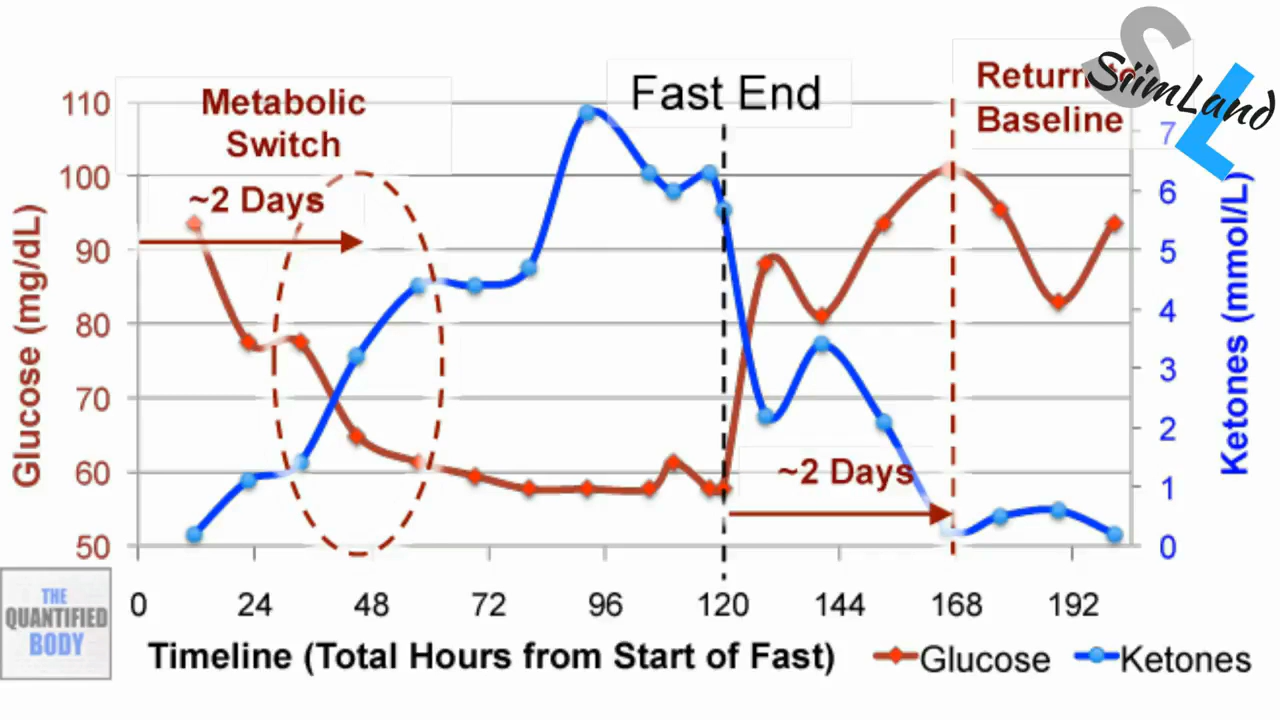 Metabolic
Switch
~2 Days
Fast End
Return to
Baseline
SiimLand
SL
Glucose (mg/dL)
110
100
90
80
70
60
50
Ketones (mmol/L)
7
6
5
4
3
2
1
0
~2 Days
0 24 48 72 96 120 144 168 192
Timeline (Total Hours from Start of Fast)
Glucose
Ketones
THE
QUANTIFIED
BODY